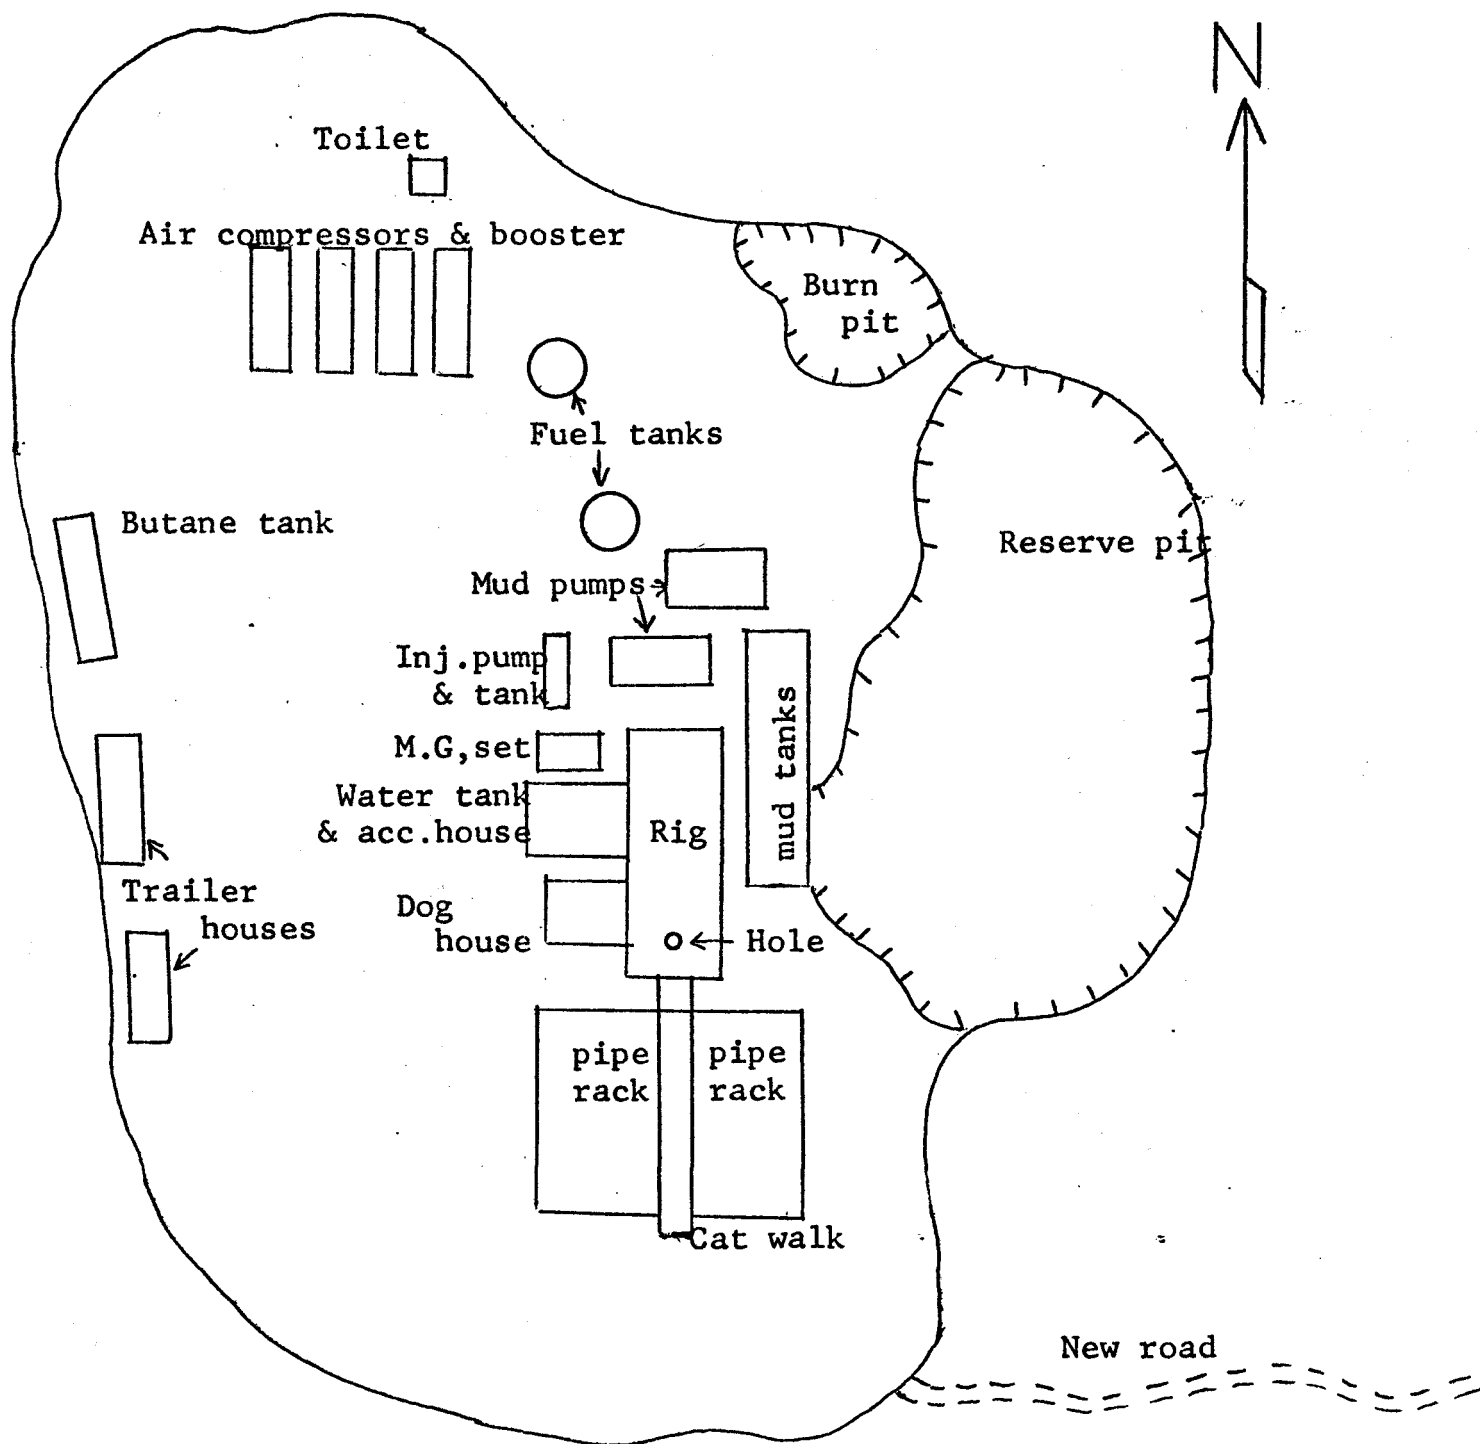 N
Toilet
Air compressors & booster
Burn
pit
Fuel tanks
Butane tank
Reserve pit
Mud pumps
Inj.pump
& tank
mud tanks
M.G,set
Water tank
& acc.house
Rig
Trailer
houses
Dog
house
Hole
pipe
rack
pipe
rack
Cat walk
New road